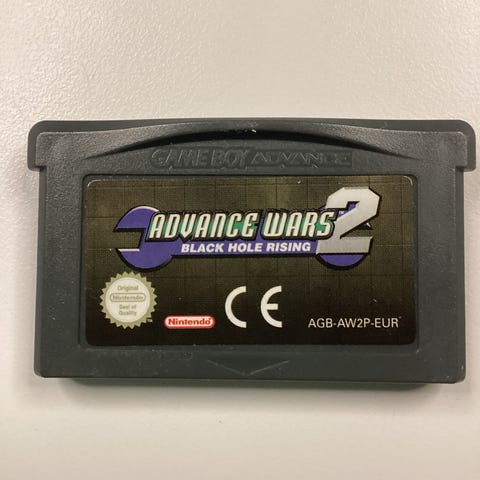 GAME BOY ADVANCE
ADVANCE WARS 2
BLACK HOLE RISING
Original
Nintendo
Seal of
Quality
Nintendo
CE
AGB-AW2P-EUR